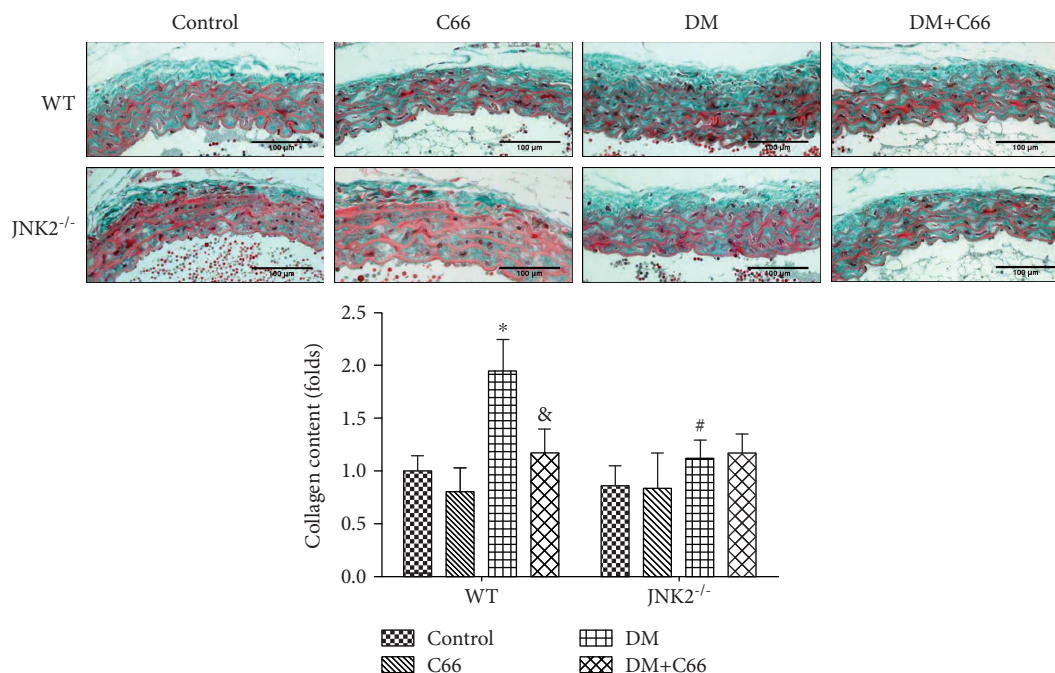 Control C66 DM DM+C66
WT
100 μm 100 μm 100 μm 100 μm
JNK2-/-
100 μm 100 μm 100 μm 100 μm
2.5
2.0
1.5
1.0
0.5
0.0
Collagen content (folds)
*
&
#
WT JNK2-/-
Control DM
C66 DM+C66